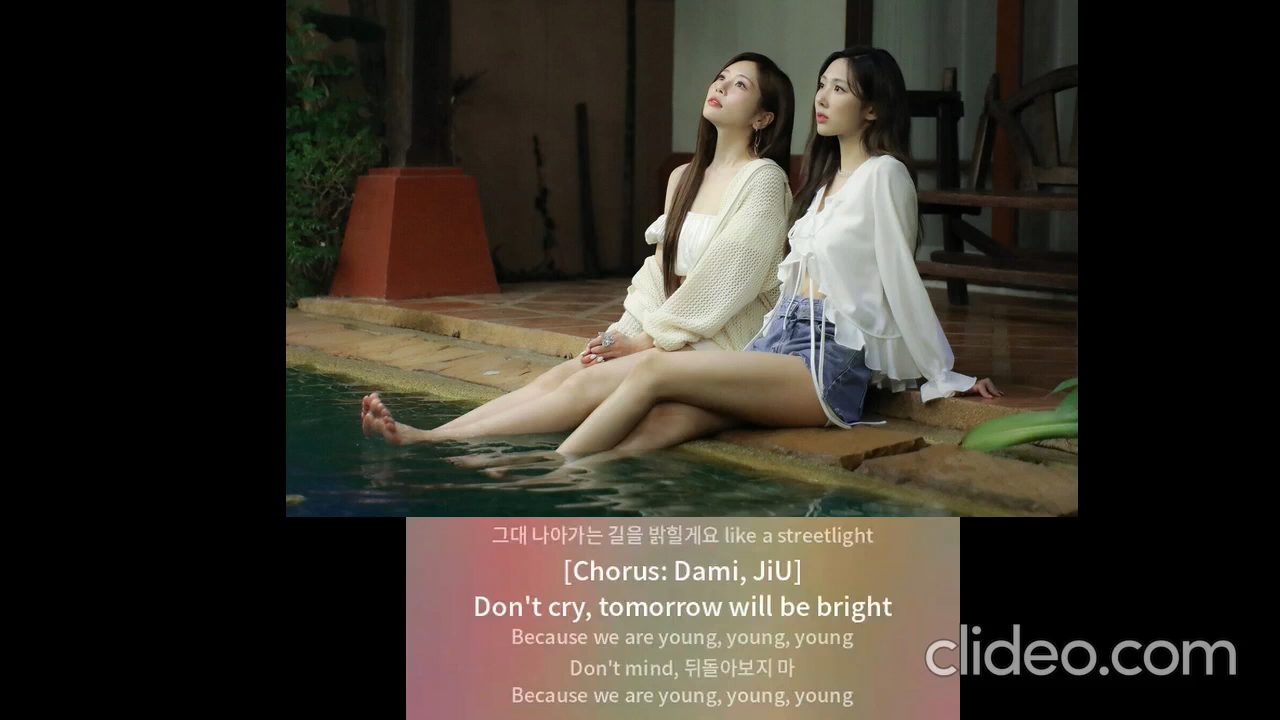 그대 나아가는 길을 밝힐게요 like a streetlight
[Chorus: Dami, JiU]
Don't cry, tomorrow will be bright
Because we are young, young, young
Don't mind, 뒤돌아보지 마
Because we are young, young, young
clideo.com